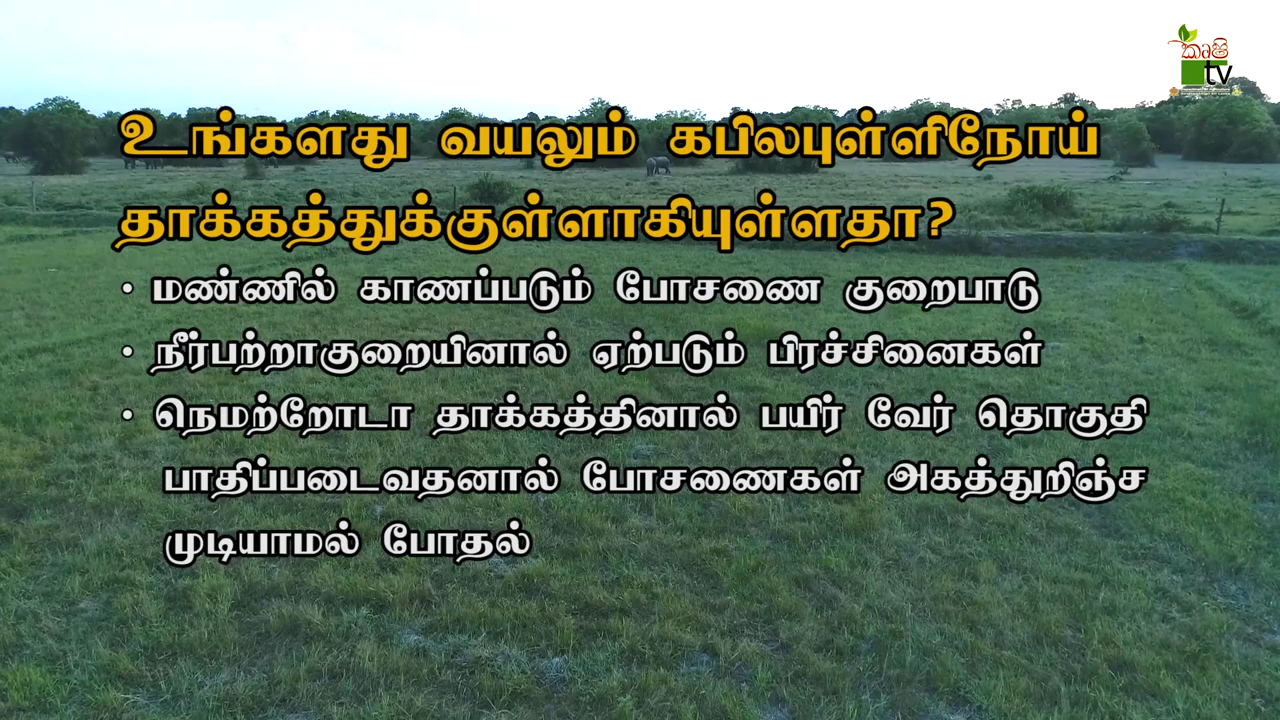 කෘෂි
tv
உங்களது வயலும் கபிலபுள்ளிநோய்
தாக்கத்துக்குள்ளாகியுள்ளதா?
• மண்ணில் காணப்படும் போசணை குறைபாடு
• நீர்பற்றாகுறையினால் ஏற்படும் பிரச்சினைகள்
• நெமற்றோடா தாக்கத்தினால் பயிர் வேர் தொகுதி
பாதிப்படைவதனால் போசணைகள் அகத்துறிஞ்ச
முடியாமல் போதல்